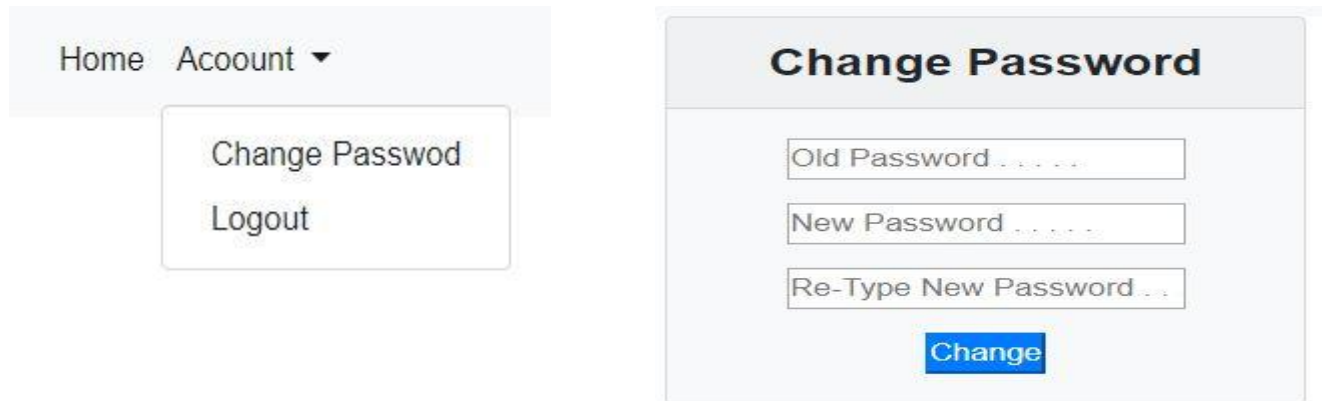 Home Acoount
Change Passwod
Logout
Change Password
Old Password . . . . .
New Password . . . . .
Re-Type New Password . .
Change